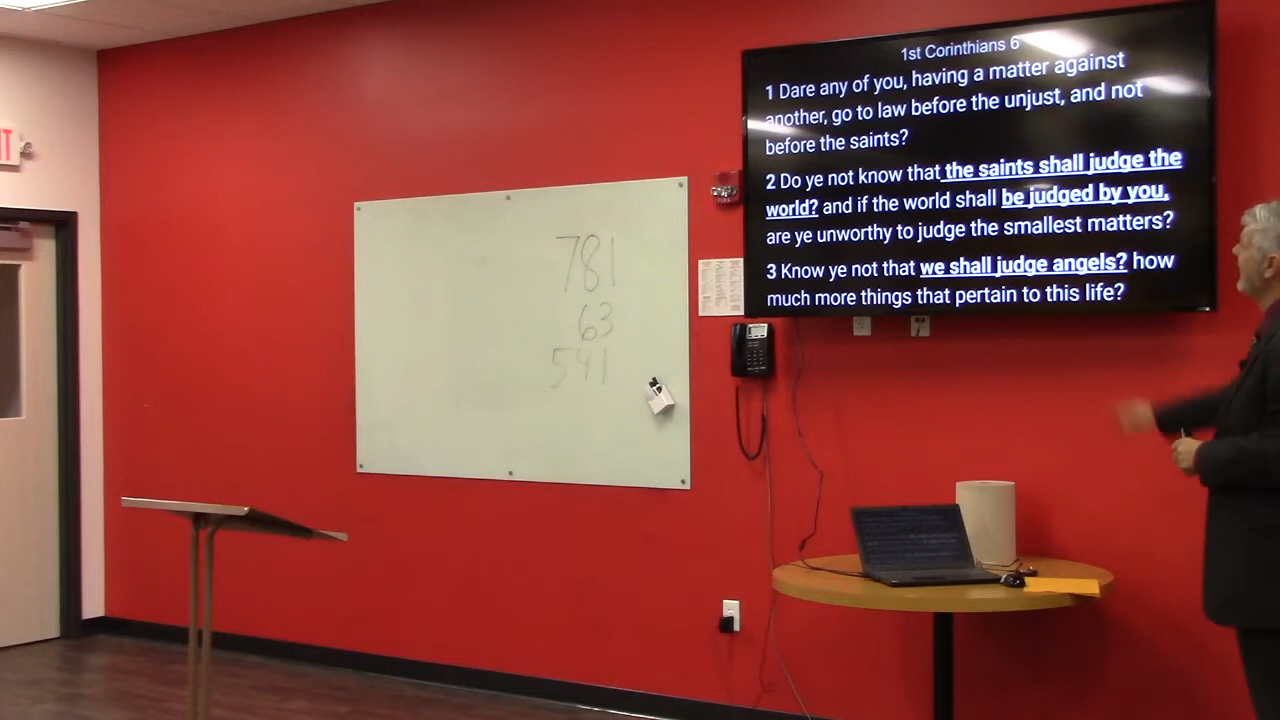 IT
781
63
541
1st Corinthians 6
1 Dare any of you, having a matter against
another, go to law before the unjust, and not
before the saints?
2 Do ye not know that the saints shall judge the
world? and if the world shall be judged by you,
are ye unworthy to judge the smallest matters?
3 Know ye not that we shall judge angels? how
much more things that pertain to this life?
FIRE